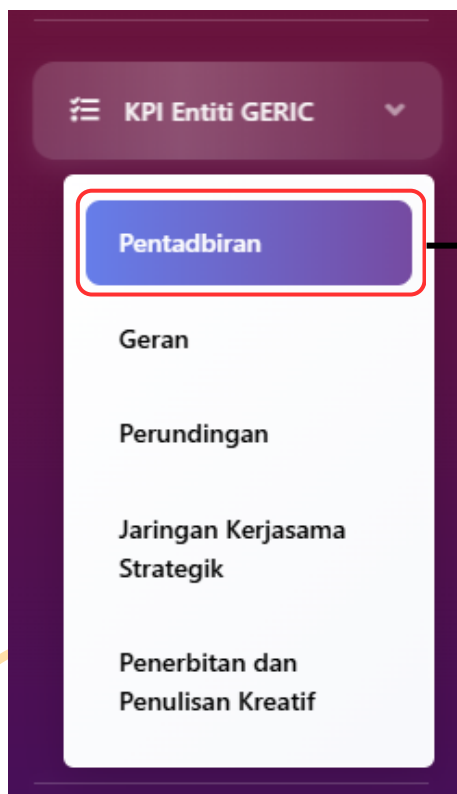 KPI Entiti GERIC
Pentadbiran
Geran
Perundingan
Jaringan Kerjasama
Strategik
Penerbitan dan
Penulisan Kreatif